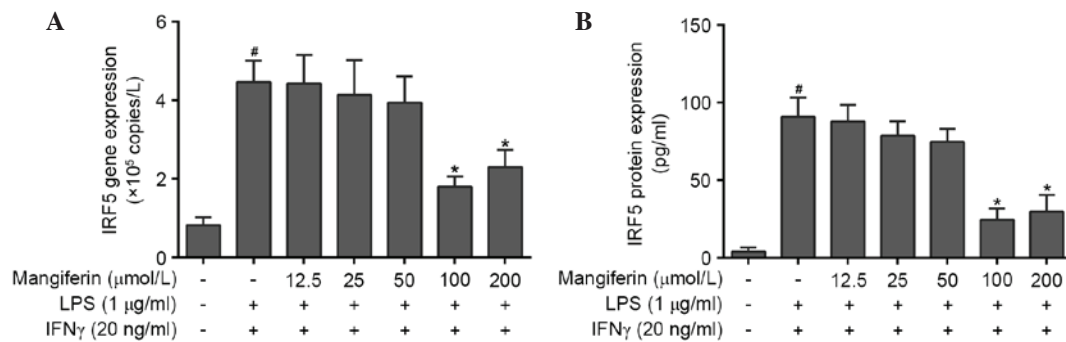 A
IRF5 gene expression
(×10⁵ copies/L)
6
4
2
0
#
*
*
Mangiferin (μmol/L) - - 12.5 25 50 100 200
LPS (1 μg/ml) - + + + + + +
IFNγ (20 ng/ml) - + + + + + +
B
IRF5 protein expression
(pg/ml)
150
100
50
0
#
*
*
Mangiferin (μmol/L) - - 12.5 25 50 100 200
LPS (1 μg/ml) - + + + + + +
IFNγ (20 ng/ml) - + + + + + +